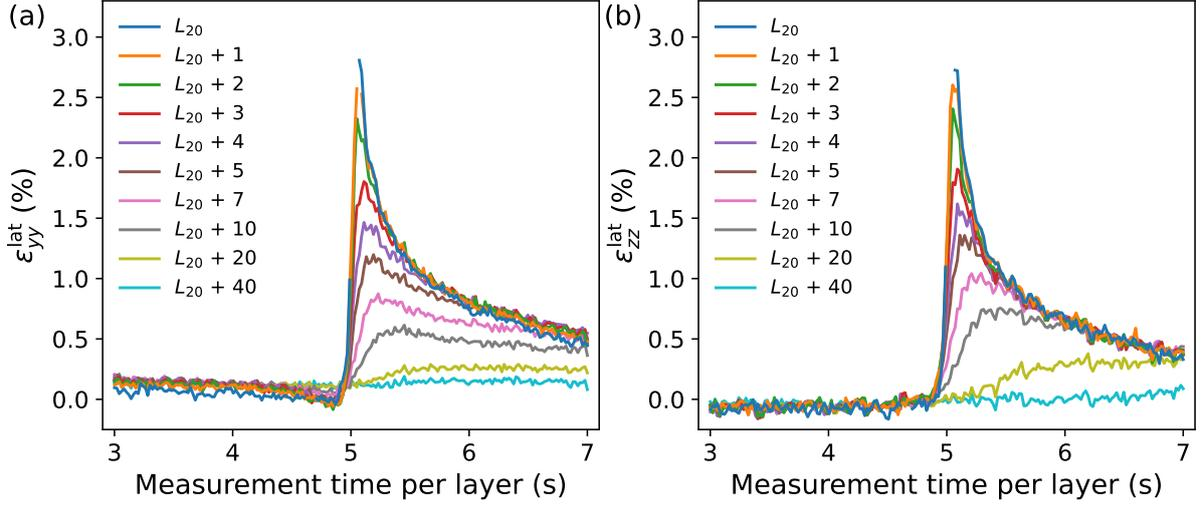 (a)
ε_yy^lat (%)
3.0
2.5
2.0
1.5
1.0
0.5
0.0
L₂₀
L₂₀ + 1
L₂₀ + 2
L₂₀ + 3
L₂₀ + 4
L₂₀ + 5
L₂₀ + 7
L₂₀ + 10
L₂₀ + 20
L₂₀ + 40
3 4 5 6 7
Measurement time per layer (s)
(b)
ε_zz^lat (%)
3.0
2.5
2.0
1.5
1.0
0.5
0.0
L₂₀
L₂₀ + 1
L₂₀ + 2
L₂₀ + 3
L₂₀ + 4
L₂₀ + 5
L₂₀ + 7
L₂₀ + 10
L₂₀ + 20
L₂₀ + 40
3 4 5 6 7
Measurement time per layer (s)